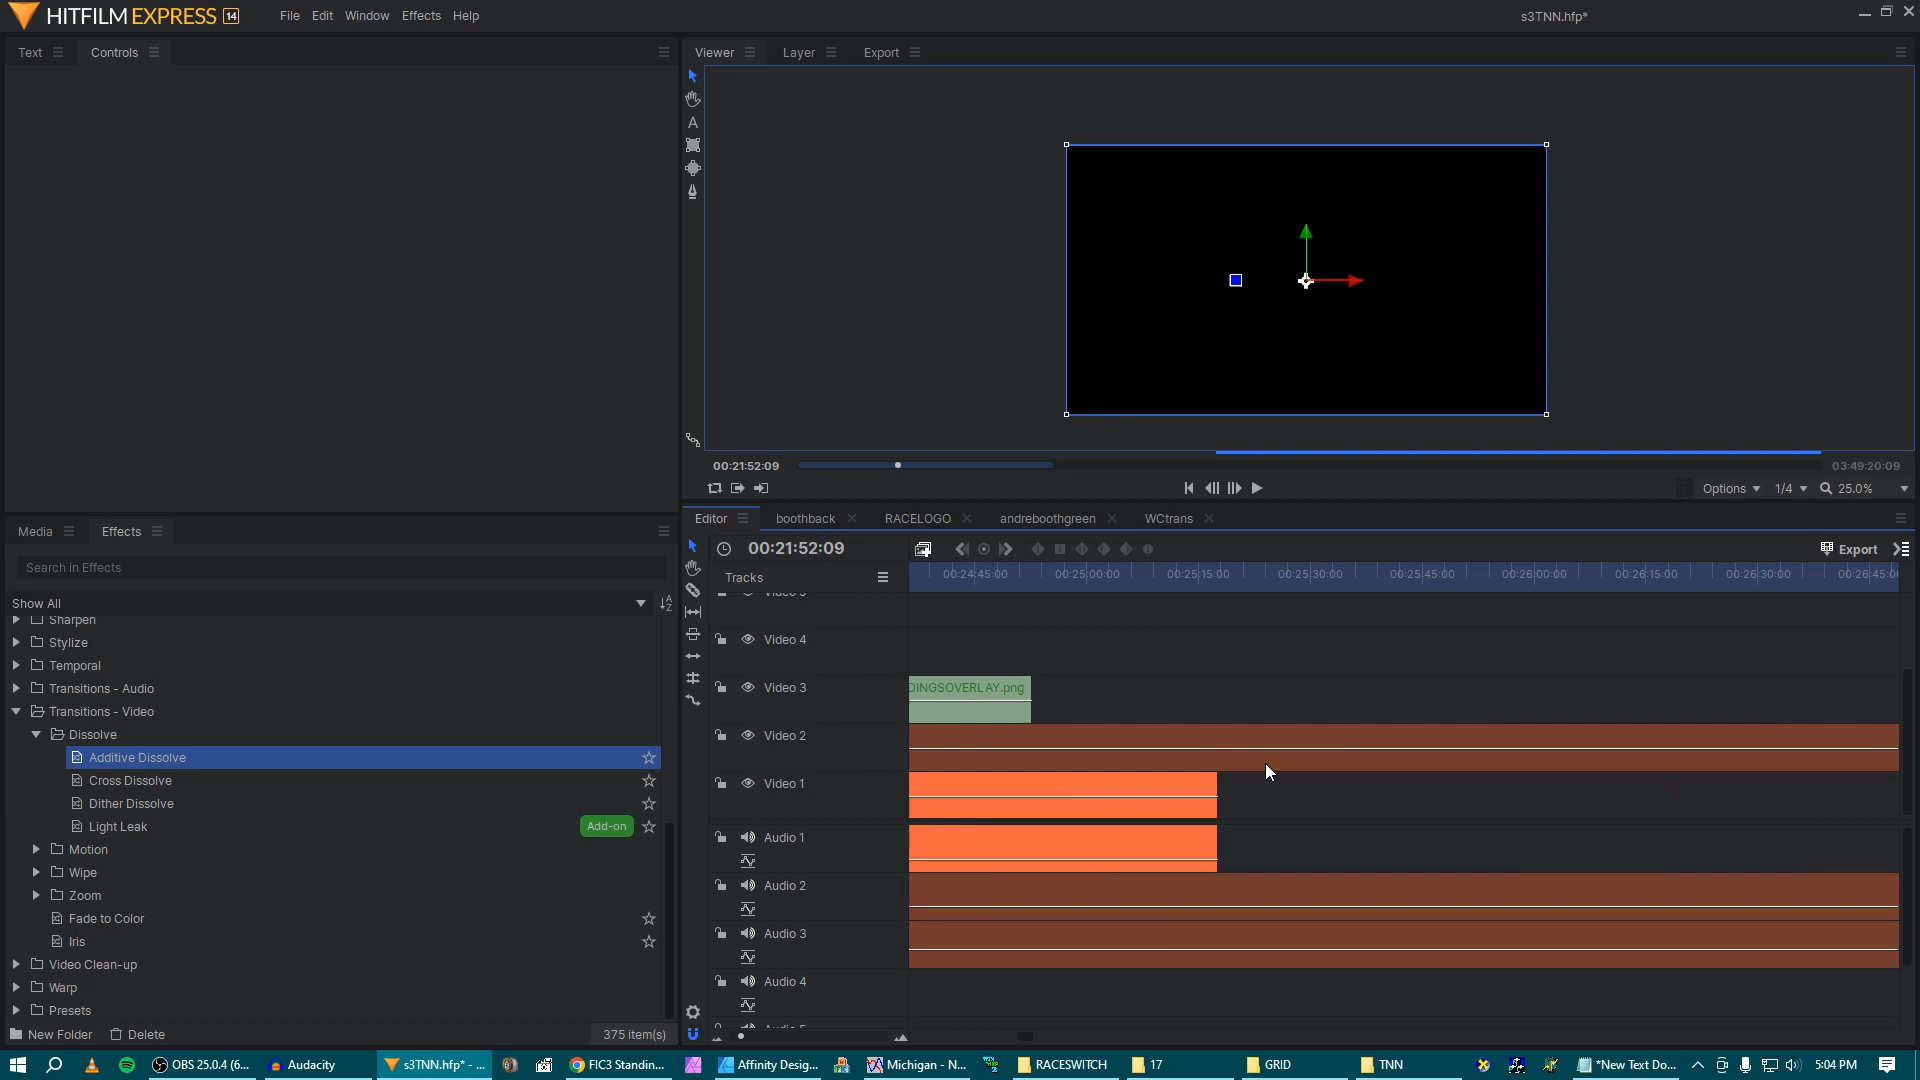 HITFILM EXPRESS 14
File Edit Window Effects Help
s3TNN.hfp*
Text Controls
Viewer Layer Export
00:21:52:09
03:49:20:09
Options 1/4 25.0%
Media Effects
Search in Effects
Show All
Sharpen
Stylize
Temporal
Transitions - Audio
Transitions - Video
Dissolve
Additive Dissolve
Cross Dissolve
Dither Dissolve
Light Leak Add-on
Motion
Wipe
Zoom
Fade to Color
Iris
Video Clean-up
Warp
Presets
New Folder Delete 375 item(s)
Editor boothback RACELOGO andreboothgreen WCtrans
00:21:52:09 Export
Tracks 00:24:45:00 00:25:00:00 00:25:15:00 00:25:30:00 00:25:45:00 00:26:00:00 00:26:15:00 00:26:30:00 00:26:45:0
Video 4
Video 3 DINGSOVERLAY.png
Video 2
Video 1
Audio 1
Audio 2
Audio 3
Audio 4
OBS 25.0.4 (6... Audacity s3TNN.hfp* - ... FIC3 Standin... Affinity Desig... Michigan - N... RACESWITCH 17 GRID TNN *New Text Do... 5:04 PM